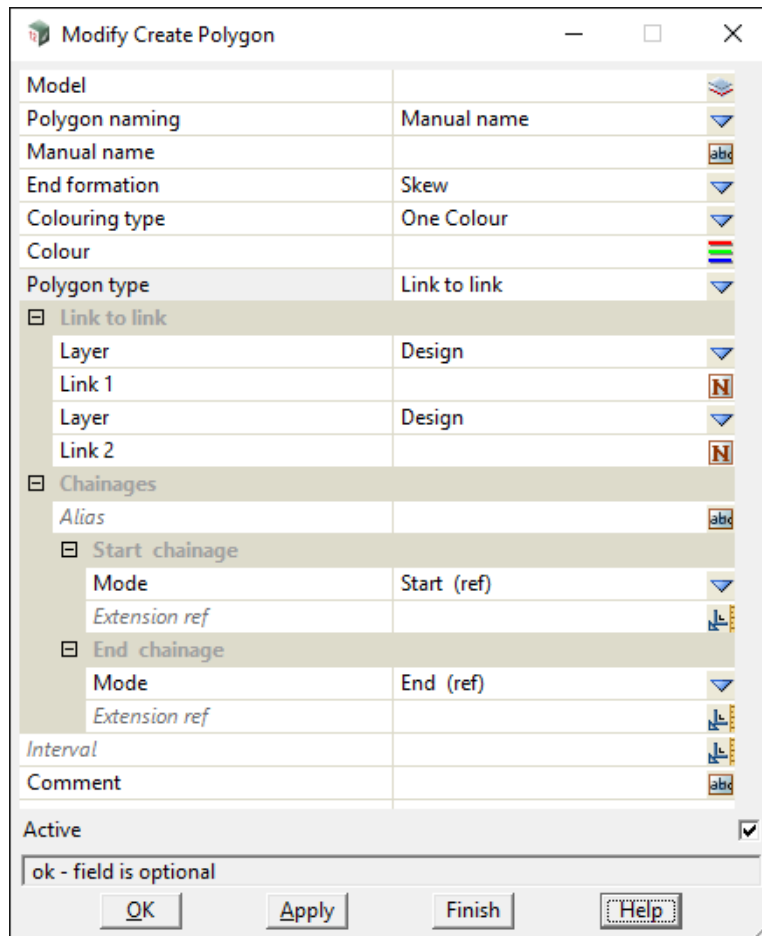 Modify Create Polygon
Model
Polygon naming Manual name
Manual name abc
End formation Skew
Colouring type One Colour
Colour
Polygon type Link to link
Link to link
Layer Design
Link 1 N
Layer Design
Link 2 N
Chainages
Alias abc
Start chainage
Mode Start (ref)
Extension ref
End chainage
Mode End (ref)
Extension ref
Interval
Comment abc
Active
ok - field is optional
OK Apply Finish Help